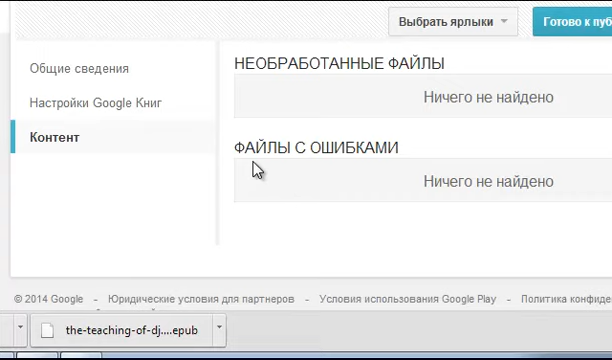 Выбрать ярлыки
Готово к пуб
Общие сведения
НЕОБРАБОТАННЫЕ ФАЙЛЫ
Ничего не найдено
Настройки Google Книг
Контент
ФАЙЛЫ С ОШИБКАМИ
Ничего не найдено
© 2014 Google - Юридические условия для партнеров - Условия использования Google Play - Политика конфиде
the-teaching-of-dj....epub